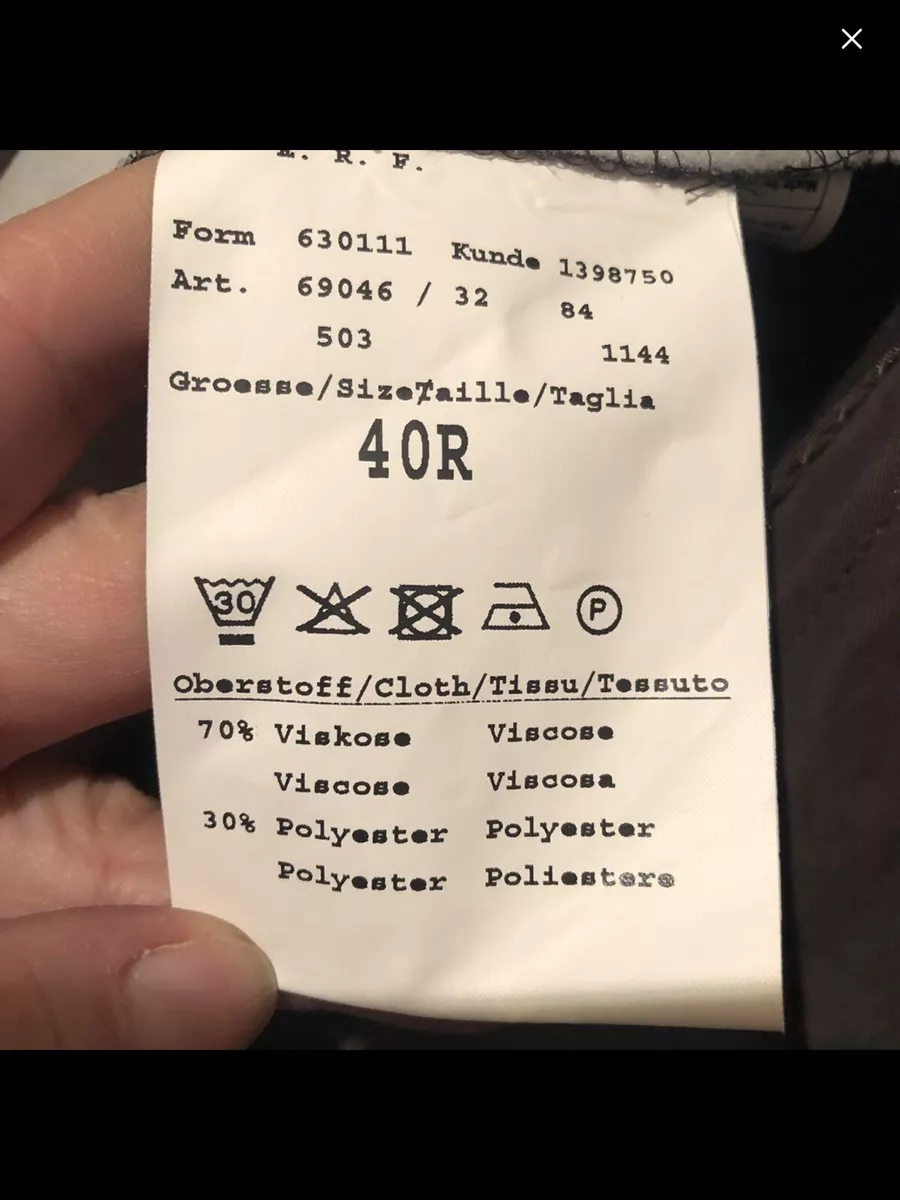 R. F.
Form 630111 Kunde 1398750
Art. 69046 / 32 84
503 1144
Groesse/Size/Taille/Taglia
40R
30 P
Oberstoff/Cloth/Tissu/Tessuto
70% Viskose Viscose
Viscose Viscosa
30% Polyester Polyester
Polyester Poliestere